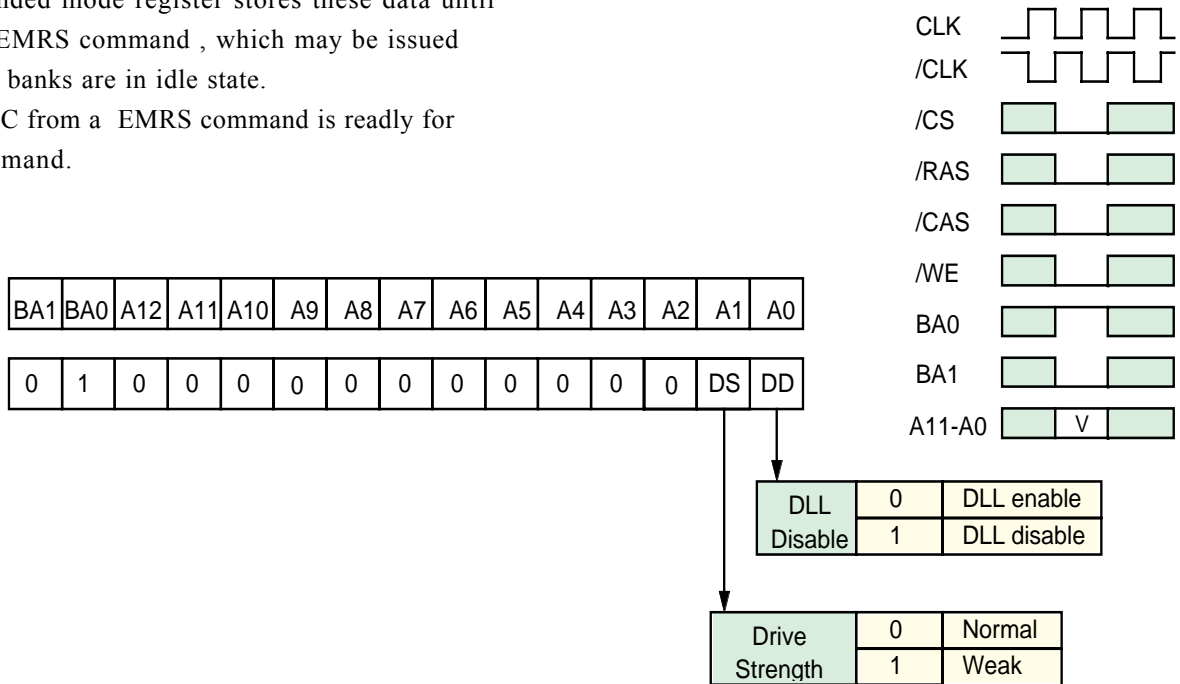 nded mode register stores these data until
EMRS command , which may be issued
banks are in idle state.
C from a EMRS command is readly for
mand.
CLK
/CLK
/CS
/RAS
/CAS
/WE
BA0
BA1
A11-A0 V
BA1 BA0 A12 A11 A10 A9 A8 A7 A6 A5 A4 A3 A2 A1 A0
0 1 0 0 0 0 0 0 0 0 0 0 0 DS DD
DLL Disable
0 DLL enable
1 DLL disable
Drive Strength
0 Normal
1 Weak